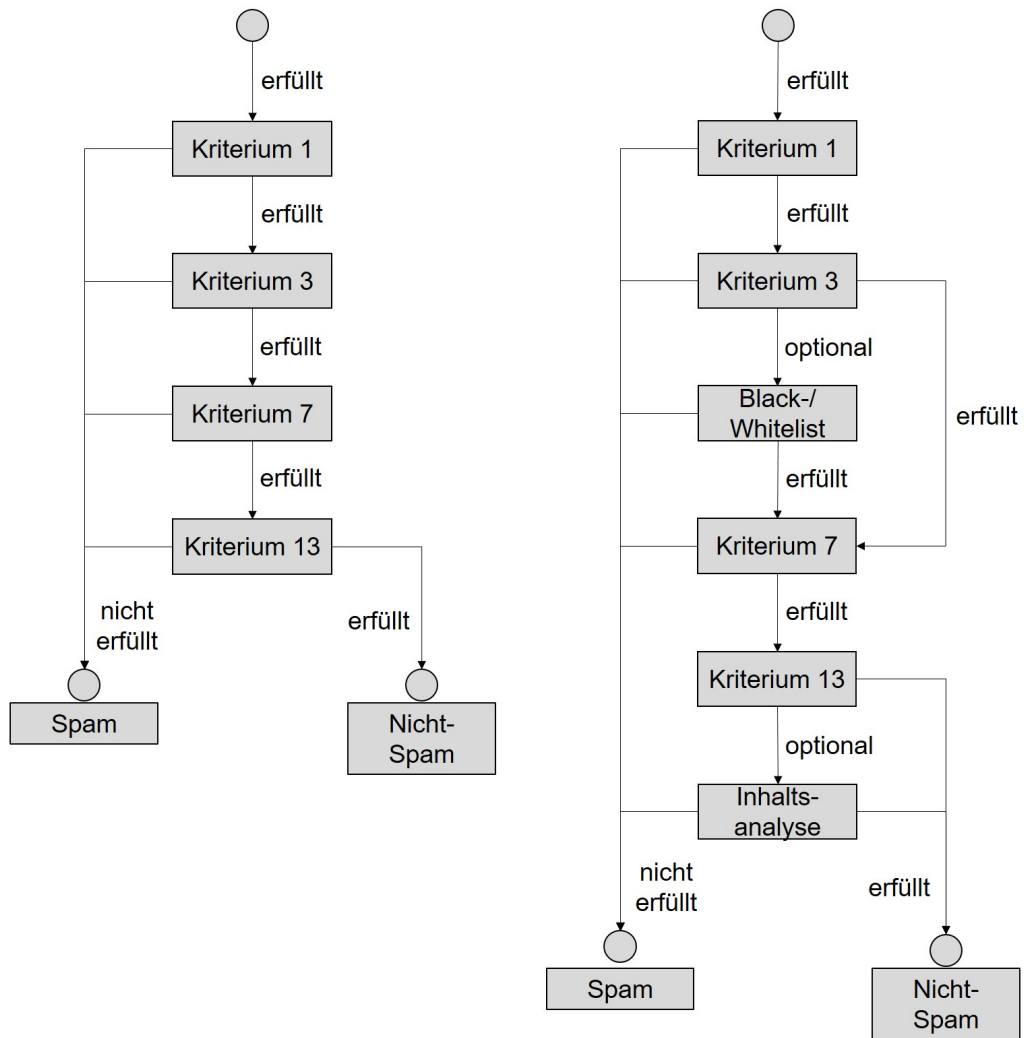 erfüllt
Kriterium 1
erfüllt
Kriterium 3
erfüllt
Kriterium 7
erfüllt
Kriterium 13
nicht
erfüllt
erfüllt
Spam
Nicht-
Spam
erfüllt
Kriterium 1
erfüllt
Kriterium 3
optional
Black-/
Whitelist
erfüllt
erfüllt
Kriterium 7
erfüllt
Kriterium 13
optional
Inhalts-
analyse
nicht
erfüllt
erfüllt
Spam
Nicht-
Spam